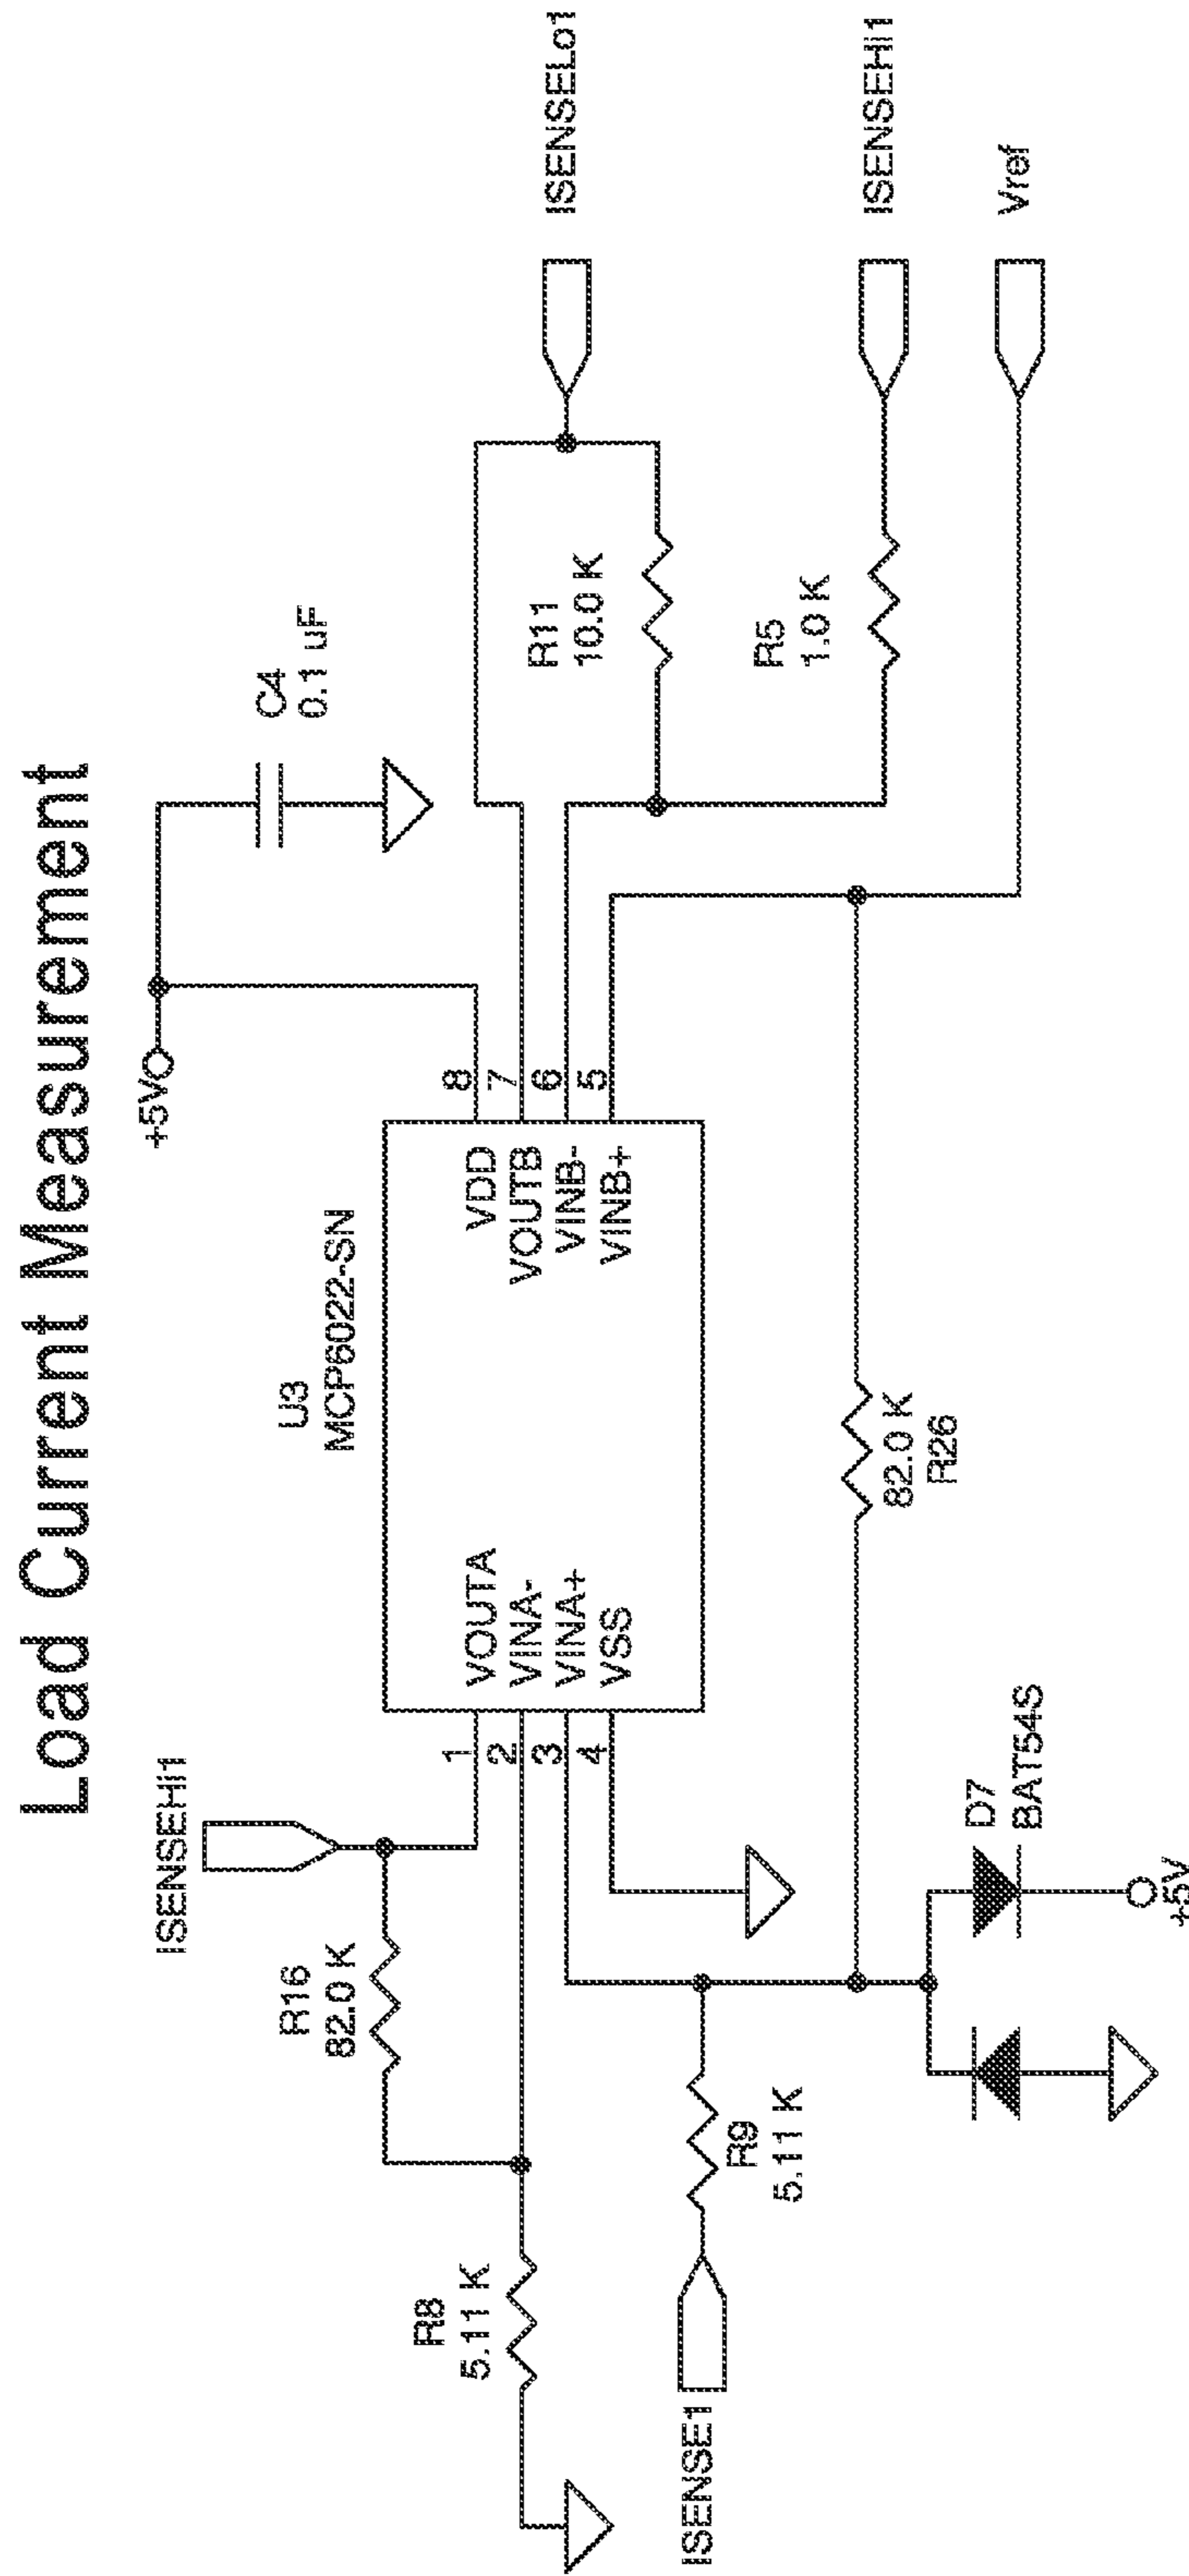 Load Current Measurement
ISENSEHi1
R16
82.0 K
R8
5.11 K
ISENSE1
R9
5.11 K
U3
MCP6022-SN
1
2
3
4
VOUTA
VINA-
VINA+
VSS
VDD
VOUTB
VINB-
VINB+
8
7
6
5
+5V
C4
0.1 uF
R11
10.0 K
R5
1.0 K
ISENSELo1
ISENSEHi1
Vref
82.0 K
R26
D7
BAT54S
+5V